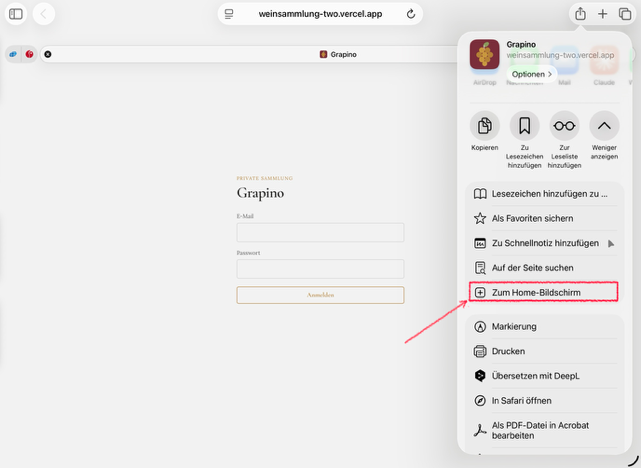 weinsammlung-two.vercel.app
Grapino
Grapino
weinsammlung-two.vercel.app
Optionen
AirDrop
Nachrichten
Mail
Claude
Kopieren
Zu
Lesezeichen
hinzufügen
Zur
Leseliste
hinzufügen
Weniger
anzeigen
PRIVATE SAMMLUNG
Grapino
E-Mail
Passwort
Anmelden
Lesezeichen hinzufügen zu ...
Als Favoriten sichern
Zu Schnellnotiz hinzufügen
Auf der Seite suchen
Zum Home-Bildschirm
Markierung
Drucken
Übersetzen mit DeepL
In Safari öffnen
Als PDF-Datei in Acrobat
bearbeiten